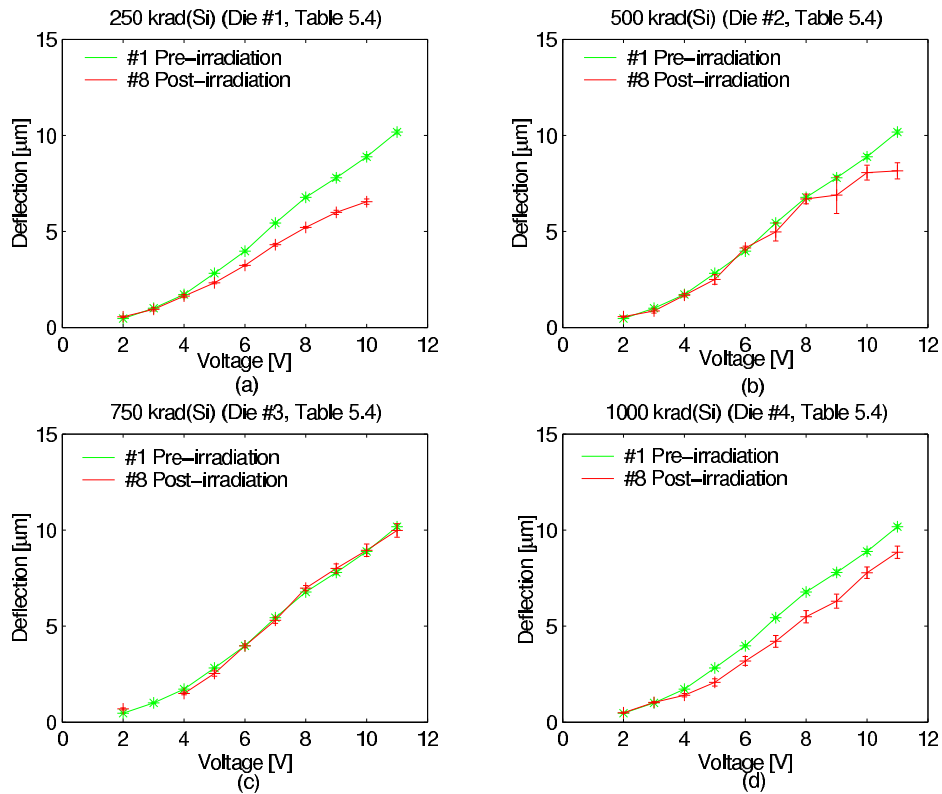 250 krad(Si) (Die #1, Table 5.4)
15
10
5
0
Deflection [μm]
#1 Pre−irradiation
#8 Post−irradiation
0 2 4 6 8 10 12
Voltage [V]
(a)
500 krad(Si) (Die #2, Table 5.4)
15
10
5
0
Deflection [μm]
#1 Pre−irradiation
#8 Post−irradiation
0 2 4 6 8 10 12
Voltage [V]
(b)
750 krad(Si) (Die #3, Table 5.4)
15
10
5
0
Deflection [μm]
#1 Pre−irradiation
#8 Post−irradiation
0 2 4 6 8 10 12
Voltage [V]
(c)
1000 krad(Si) (Die #4, Table 5.4)
15
10
5
0
Deflection [μm]
#1 Pre−irradiation
#8 Post−irradiation
0 2 4 6 8 10 12
Voltage [V]
(d)